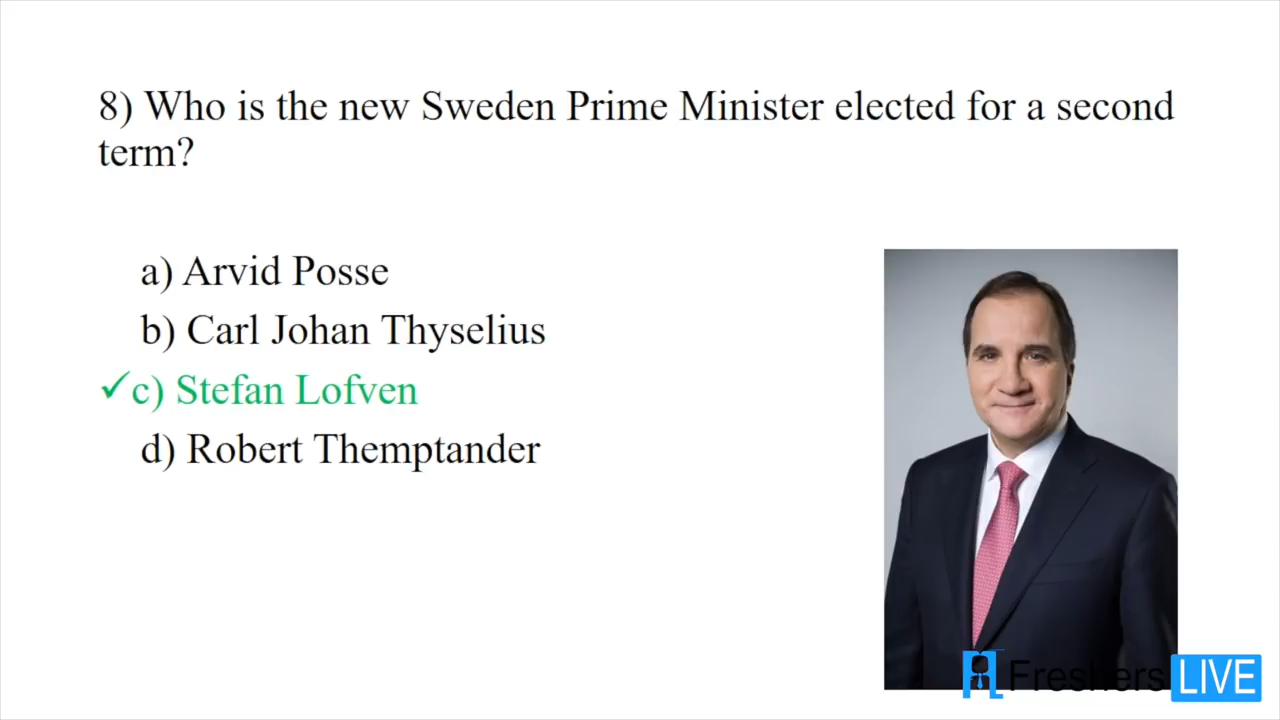 8) Who is the new Sweden Prime Minister elected for a second
term?
a) Arvid Posse
b) Carl Johan Thyselius
✓c) Stefan Lofven
d) Robert Themptander
Freshers LIVE